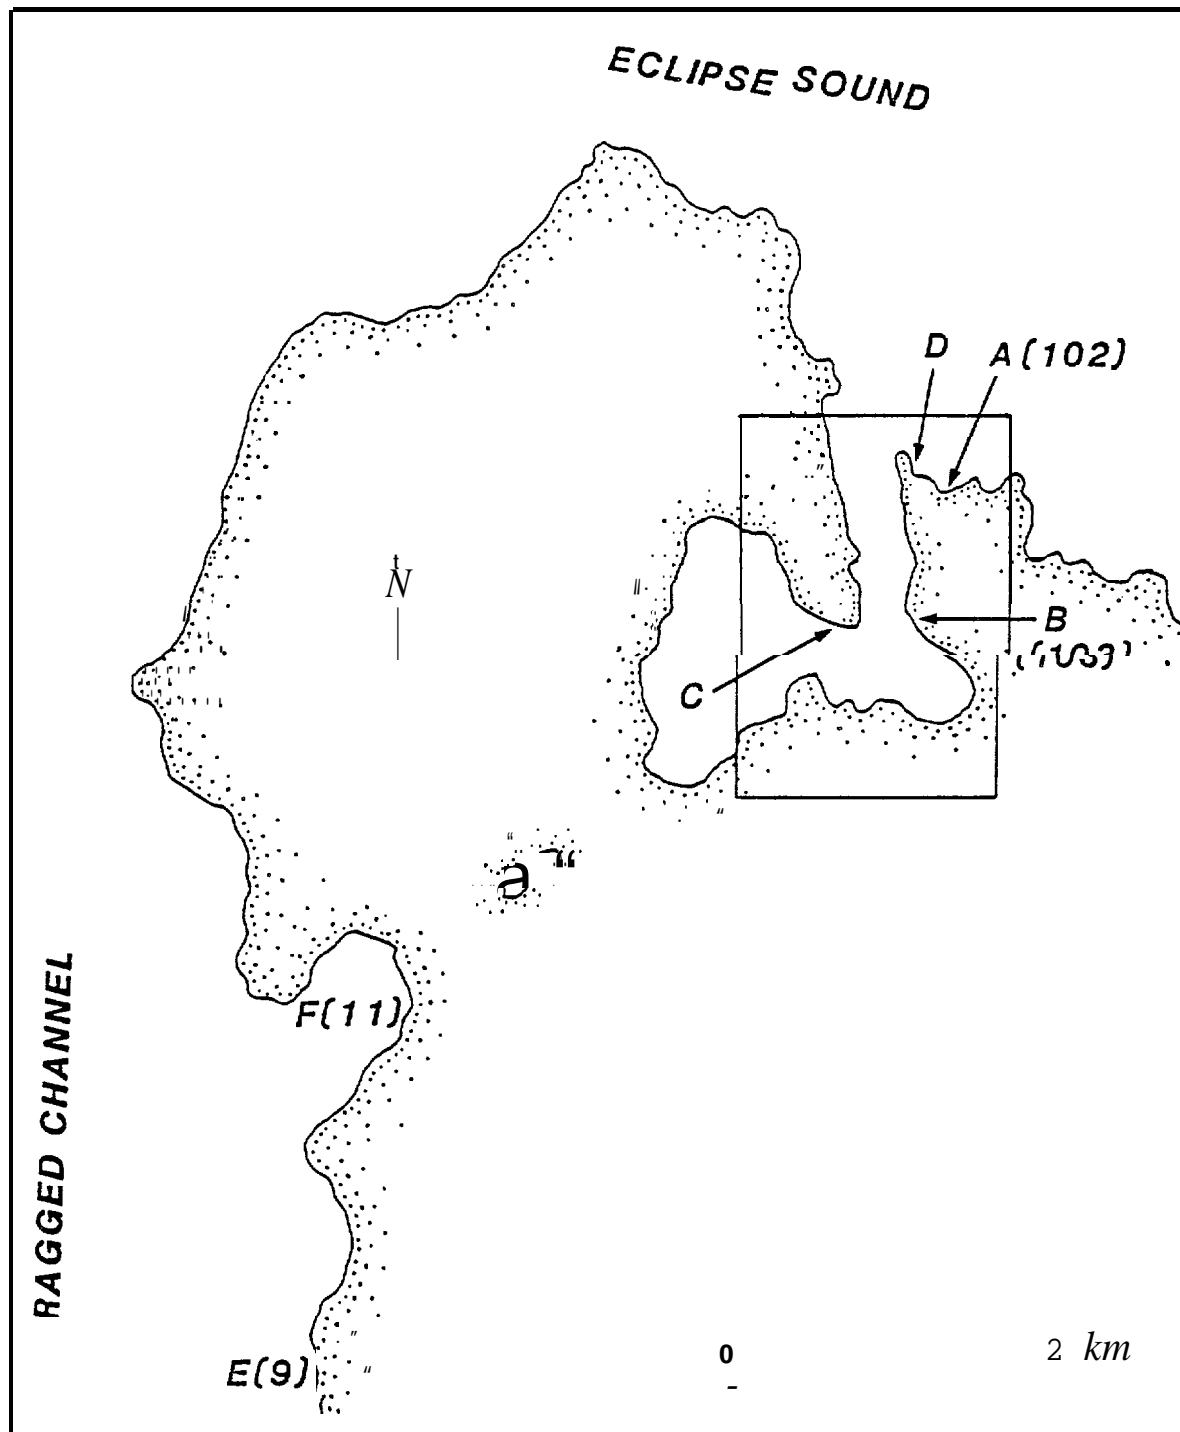 ECLIPSE SOUND
D
A(102)
N
B
C
a
F(11)
RAGGED CHANNEL
E(9)
0
2 km